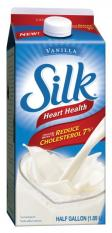 NEW!
VANILLA
Silk
Heart Health
REDUCE
CHOLESTEROL 7%
HALF GALLON (1.89 L)